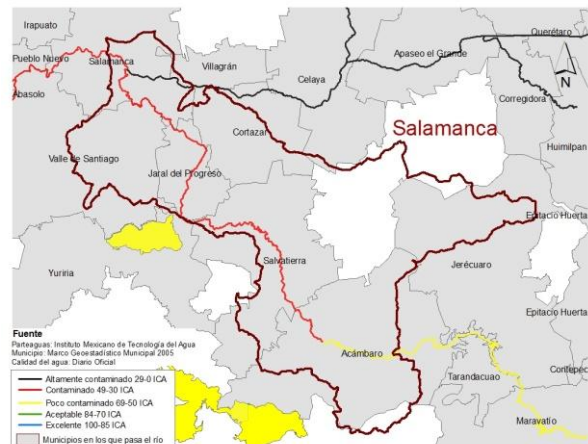 Irapuato
Querétaro
Pueblo Nuevo
Salamanca
Villagrán
Apaseo el Grande
Celaya
N
Abasolo
Corregidora
Cortazar
Salamanca
Huimilpan
Valle de Santiago
Jaral del Progreso
Epitacio Huerta
Salvatierra
Jerécuaro
Yuriria
Epitacio Huerta
Fuente
Parteaguas: Instituto Mexicano de Tecnología del Agua
Municipio: Marco Geoestadístico Municipal 2005
Calidad del agua: Diario Oficial
Acámbaro
Contepec
Tarandacuao
Altamente contaminado 29-0 ICA
Contaminado 49-30 ICA
Poco contaminado 69-50 ICA
Aceptable 84-70 ICA
Excelente 100-85 ICA
Municipios en los que pasa el río
Maravatío